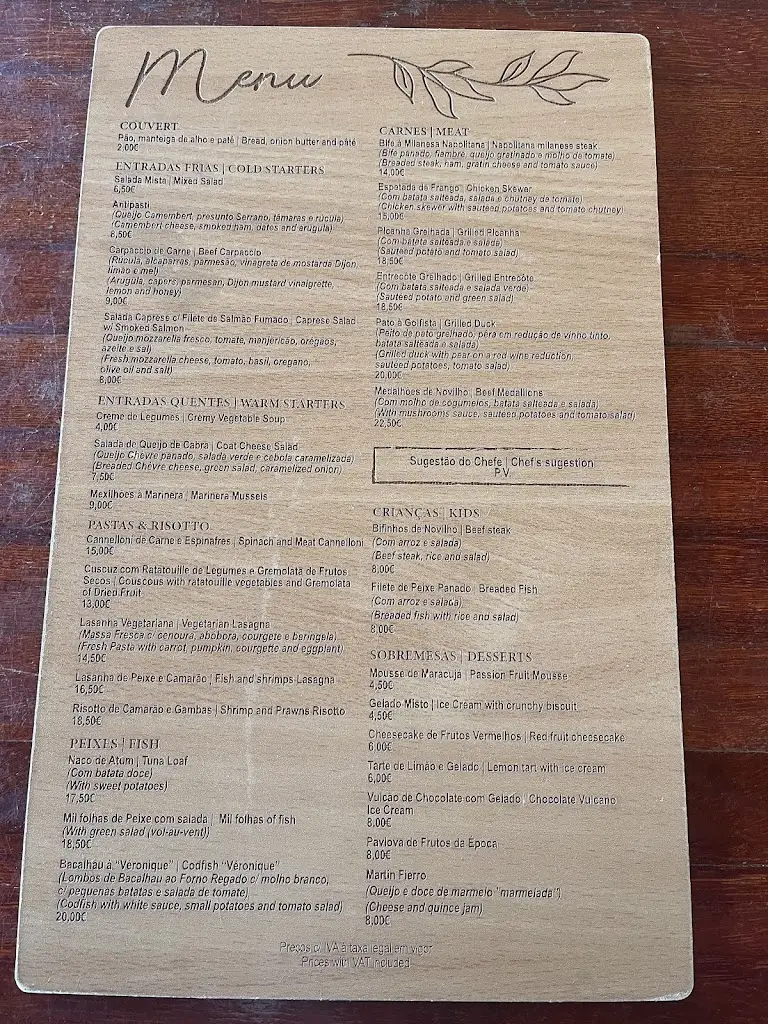 Menu
COUVERT
Pão, manteiga de alho e paté | Bread, onion butter and pâte
2,00€
ENTRADAS FRIAS | COLD STARTERS
Salada Mista | Mixed Salad
6,50€
Antipasti
(Queijo Camembert, presunto Serrano, tâmaras e rúcula)
(Camembert cheese, smoked ham, dates and arugula)
8,50€
Carpaccio de Carne | Beef Carpaccio
(Rúcula, alcaparras, parmesão, vinagreta de mostarda Dijon,
limão e mel)
(Arugula, capers, parmesan, Dijon mustard vinaigrette,
lemon and honey)
9,00€
Salada Caprese c/ Filete de Salmão Fumado | Caprese Salad
w/ Smoked Salmon
(Queijo mozzarella fresco, tomate, manjericão, orégãos,
azeite e sal)
(Fresh mozzarella cheese, tomato, basil, oregano,
olive oil and salt)
8,00€
ENTRADAS QUENTES | WARM STARTERS
Creme de Legumes | Cremy Vegetable Soup
4,00€
Salada de Queijo de Cabra | Coat Cheese Salad
(Queijo Chèvre panado, salada verde e cebola caramelizada)
(Breaded Chèvre cheese, green salad, caramelized onion)
7,50€
Mexilhões à Marinera | Marinera Mussels
9,00€
PASTAS & RISOTTO
Cannelloni de Carne e Espinafres | Spinach and Meat Cannelloni
15,00€
Cuscuz com Ratatouille de Legumes e Gremolata de Frutos
Secos | Couscous with ratatouille vegetables and Gremolata
of Dried Fruit
13,00€
Lasanha Vegetariana | Vegetarian Lasagna
(Massa Fresca c/ cenoura, abobora, courgete e beringela)
(Fresh Pasta with carrot, pumpkin, courgette and eggplant)
14,50€
Lasanha de Peixe e Camarão | Fish and shrimps Lasagna
16,50€
Risotto de Camarão e Gambas | Shrimp and Prawns Risotto
18,50€
PEIXES | FISH
Naco de Atum | Tuna Loaf
(Com batata doce)
(With sweet potatoes)
17,50€
Mil folhas de Peixe com salada | Mil folhas of fish
(With green salad (vol-au-vent))
18,50€
Bacalhau à "Veronique" | Codfish "Véronique"
(Lombos de Bacalhau ao Forno Regado c/ molho branco,
c/ pequenas batatas e salada de tomate)
(Codfish with white sauce, small potatoes and tomato salad)
20,00€
CARNES | MEAT
Bife à Milanesa Napolitana | Napolitana milanese steak
(Bife panado, fiambre, queijo gratinado e molho de tomate)
(Breaded steak, ham, gratin cheese and tomato sauce)
14,00€
Espetada de Frango | Chicken Skewer
(Com batata salteada, salada e chutney de tomate)
(Chicken skewer with sauteed potatoes and tomato chutney)
15,00€
Picanha Grelhada | Grilled Picanha
(Com batata salteada e salada)
(Sauteed potato and tomato salad)
18,50€
Entrecôte Grelhado | Grilled Entrecôte
(Com batata salteada e salada verde)
(Sauteed potato and green salad)
18,50€
Pato à Golfista | Grilled Duck
(Peito de pato grelhado, pêra em redução de vinho tinto,
batata salteada e salada)
(Grilled duck with pear on a red wine reduction,
sauteed potatoes, tomato salad)
20,00€
Medalhões de Novilho | Beef Medallions
(Com molho de cogumelos, batata salteada e salada)
(With mushrooms sauce, sauteed potatoes and tomato salad)
22,50€
Sugestão do Chefe | Chef's sugestion
P.V.
CRIANÇAS | KIDS
Bifinhos de Novilho | Beef steak
(Com arroz e salada)
(Beef steak, rice and salad)
8,00€
Filete de Peixe Panado | Breaded Fish
(Com arroz e salada)
(Breaded fish with rice and salad)
8,00€
SOBREMESAS | DESSERTS
Mousse de Maracujá | Passion Fruit Mousse
4,50€
Gelado Misto | Ice Cream with crunchy biscuit
4,50€
Cheesecake de Frutos Vermelhos | Red fruit cheesecake
6,00€
Tarte de Limão e Gelado | Lemon tart with ice cream
6,00€
Vulcão de Chocolate com Gelado | Chocolate Vulcano
Ice Cream
8,00€
Pavlova de Frutos da Época
8,00€
Martin Fierro
(Queijo e doce de marmelo "marmelada")
(Cheese and quince jam)
8,00€
Preços c/ IVA à taxa legal em vigor
Prices with VAT included